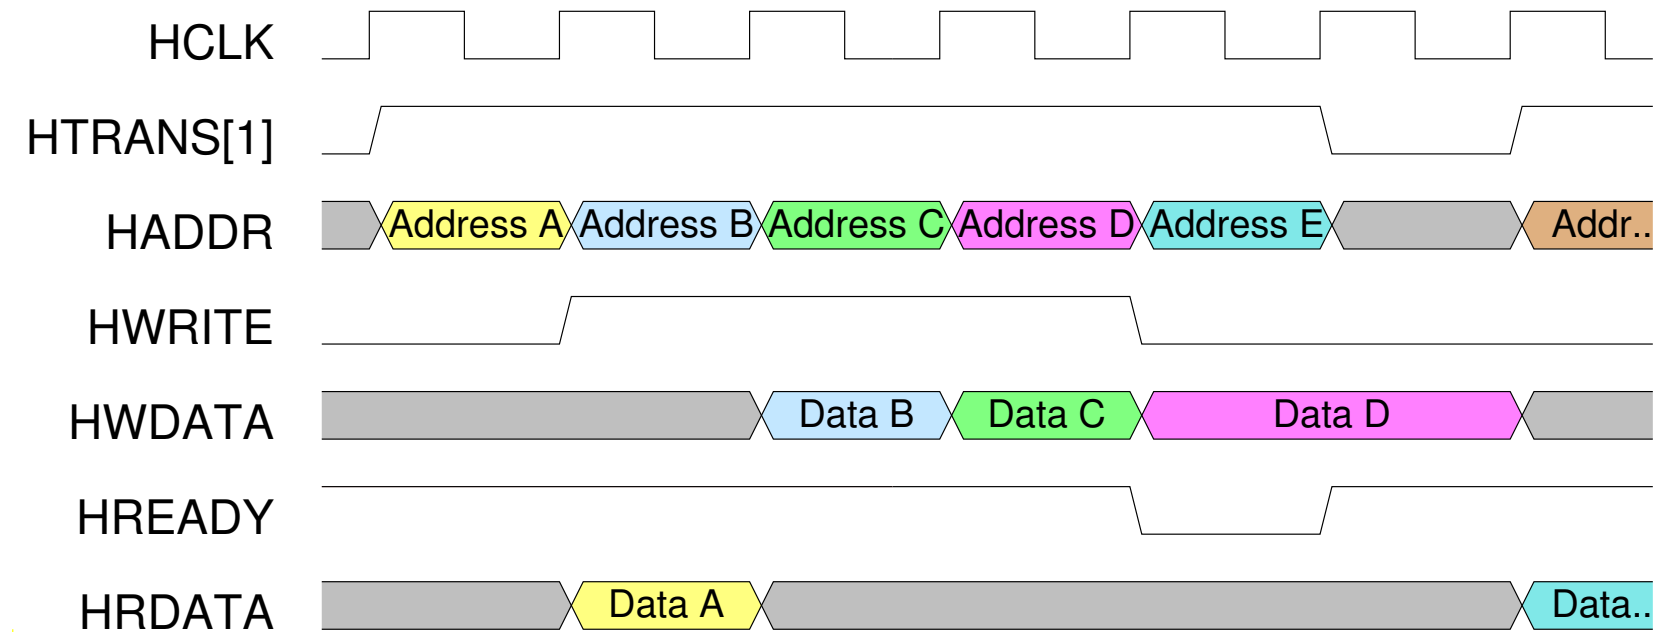 HCLK
HTRANS[1]
HADDR Address A Address B Address C Address D Address E Addr..
HWRITE
HWDATA Data B Data C Data D
HREADY
HRDATA Data A Data..